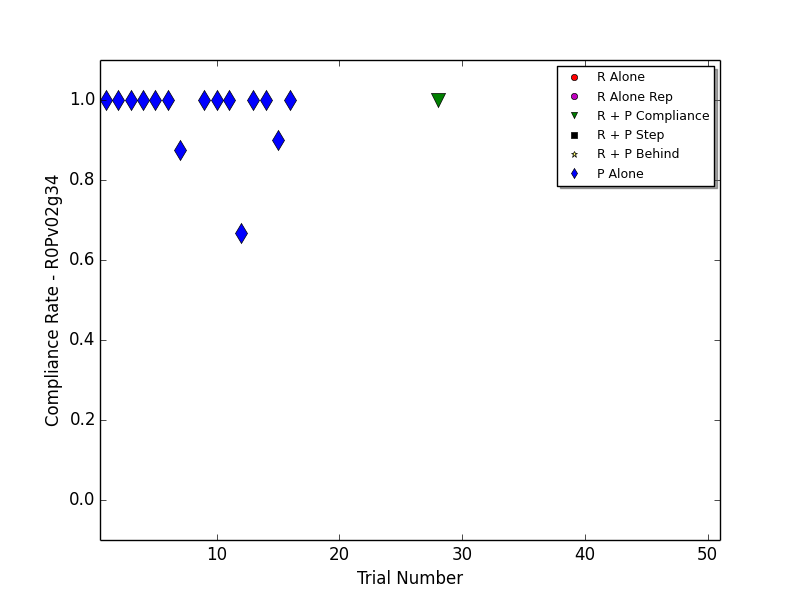 1.0
0.8
0.6
0.4
0.2
0.0
Compliance Rate - R0Pv02g34
10 20 30 40 50
Trial Number
R Alone
R Alone Rep
R + P Compliance
R + P Step
R + P Behind
P Alone